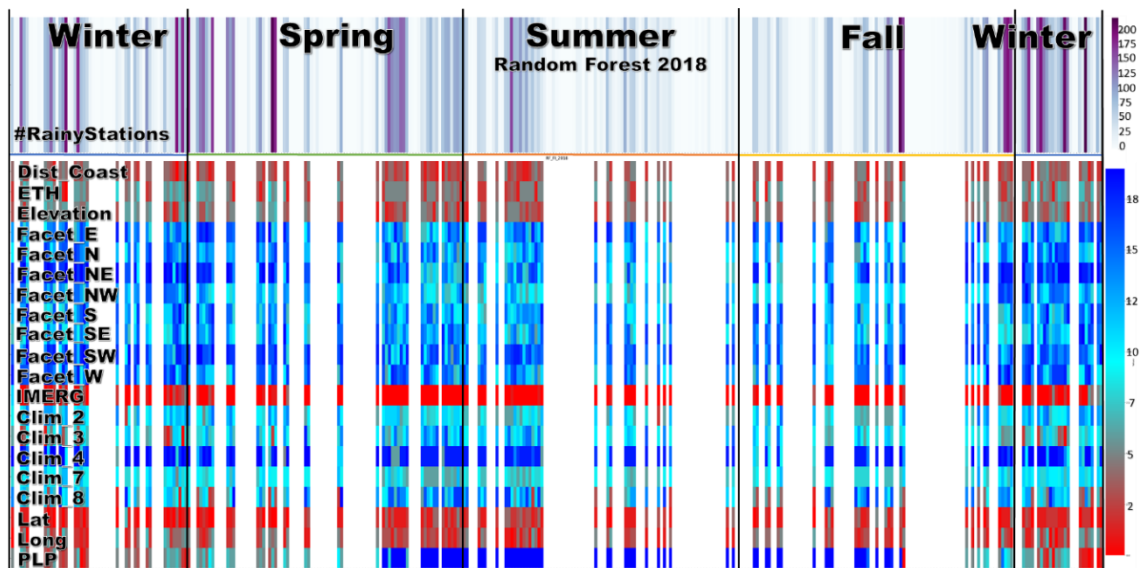 Winter Spring Summer Fall Winter
Random Forest 2018
#RainyStations
200
175
150
125
100
75
50
25
0
Dist_Coast
ETH
Elevation
Facet_E
Facet_N
Facet_NE
Facet_NW
Facet_S
Facet_SE
Facet_SW
Facet_W
IMERG
Clim_2
Clim_3
Clim_4
Clim_7
Clim_8
Lat
Long
PLP
18
15
12
10
7
5
2